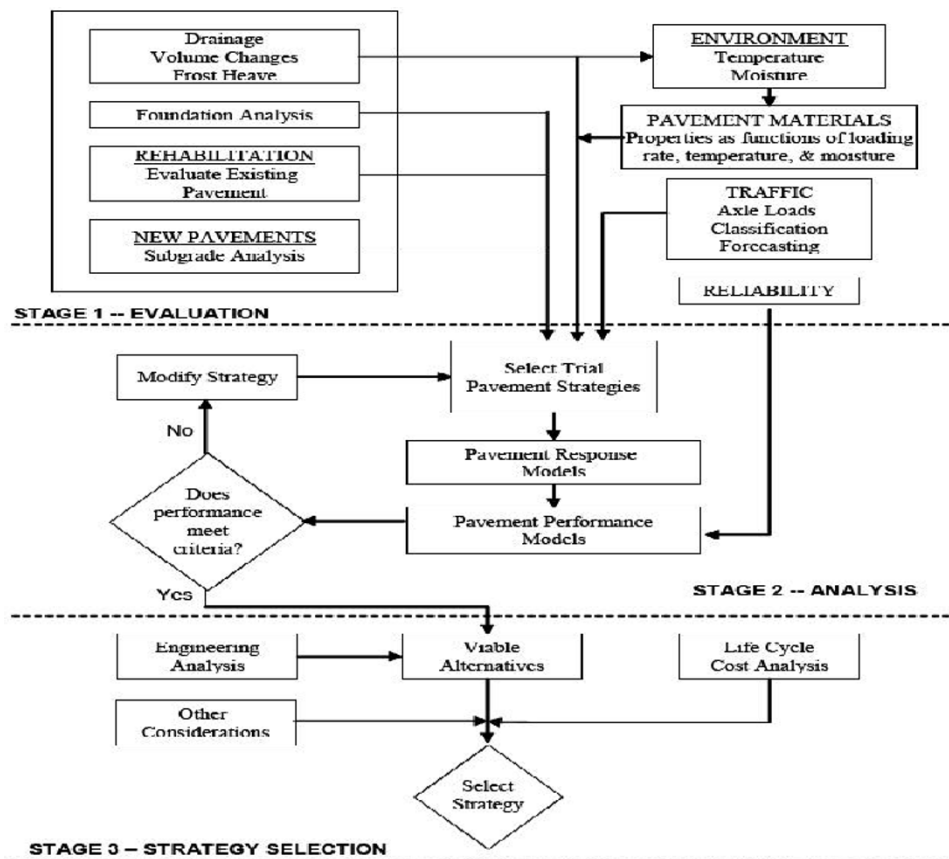 Drainage
Volume Changes
Frost Heave
Foundation Analysis
REHABILITATION
Evaluate Existing
Pavement
NEW PAVEMENTS
Subgrade Analysis
ENVIRONMENT
Temperature
Moisture
PAVEMENT MATERIALS
Properties as functions of loading
rate, temperature, & moisture
TRAFFIC
Axle Loads
Classification
Forecasting
RELIABILITY
STAGE 1 -- EVALUATION
Modify Strategy
Select Trial
Pavement Strategies
No
Pavement Response
Models
Does
performance
meet
criteria?
Pavement Performance
Models
Yes
STAGE 2 -- ANALYSIS
Engineering
Analysis
Viable
Alternatives
Life Cycle
Cost Analysis
Other
Considerations
Select
Strategy
STAGE 3 -- STRATEGY SELECTION